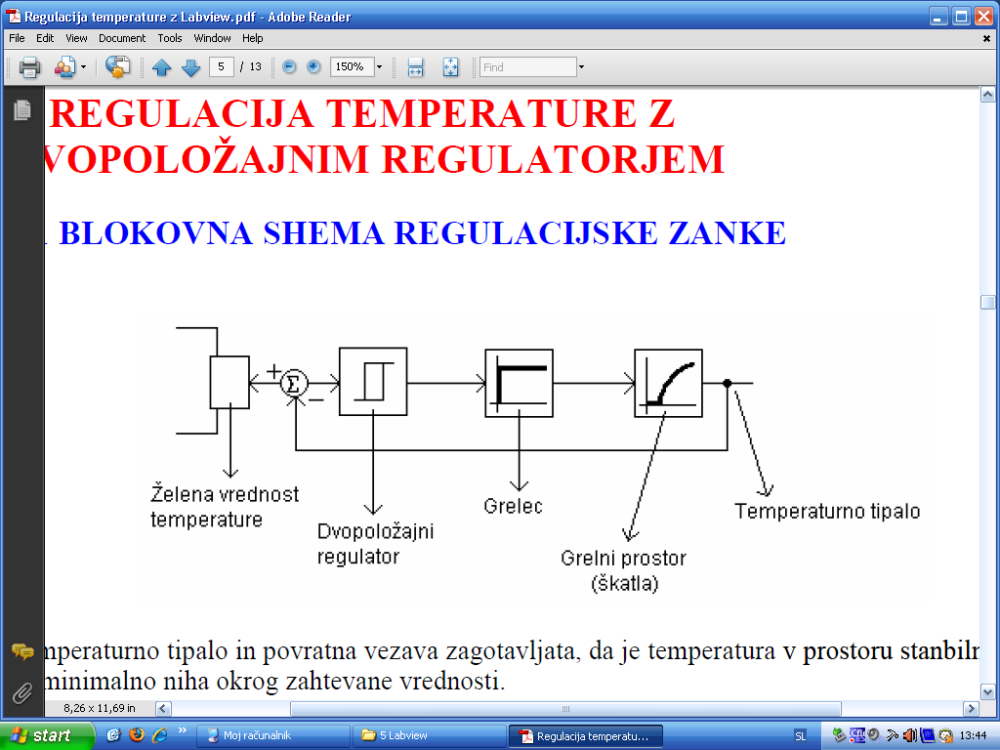 Regulacija temperature z Labview.pdf - Adobe Reader
File Edit View Document Tools Window Help
5 / 13 150% Find
REGULACIJA TEMPERATURE Z
VOPOLOŽAJNIM REGULATORJEM
BLOKOVNA SHEMA REGULACIJSKE ZANKE
+ Σ −
Želena vrednost
temperature
Dvopoložajni
regulator
Grelec
Grelni prostor
(škatla)
Temperaturno tipalo
mperaturno tipalo in povratna vezava zagotavljata, da je temperatura v prostoru stanbiln
minimalno niha okrog zahtevane vrednosti.
8,26 x 11,69 in
start Moj računalnik 5 Labview Regulacija temperatu... SL 13:44